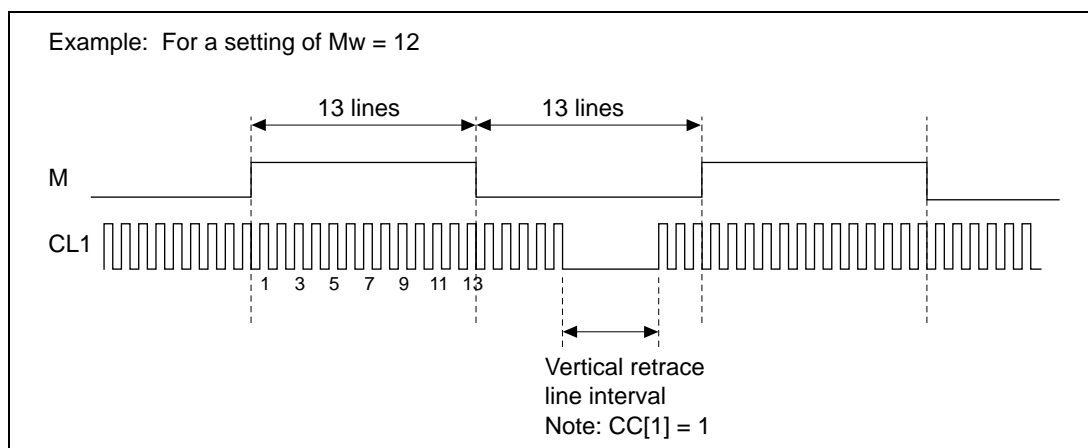 Example: For a setting of Mw = 12
13 lines 13 lines
M
CL1
1 3 5 7 9 11 13
Vertical retrace
line interval
Note: CC[1] = 1